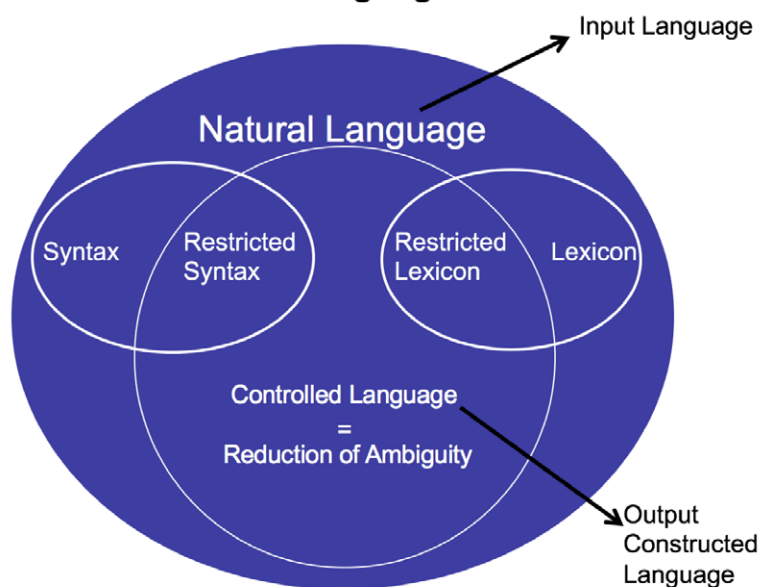 Input Language
Natural Language
Syntax
Restricted
Syntax
Restricted
Lexicon
Lexicon
Controlled Language
=
Reduction of Ambiguity
Output
Constructed
Language